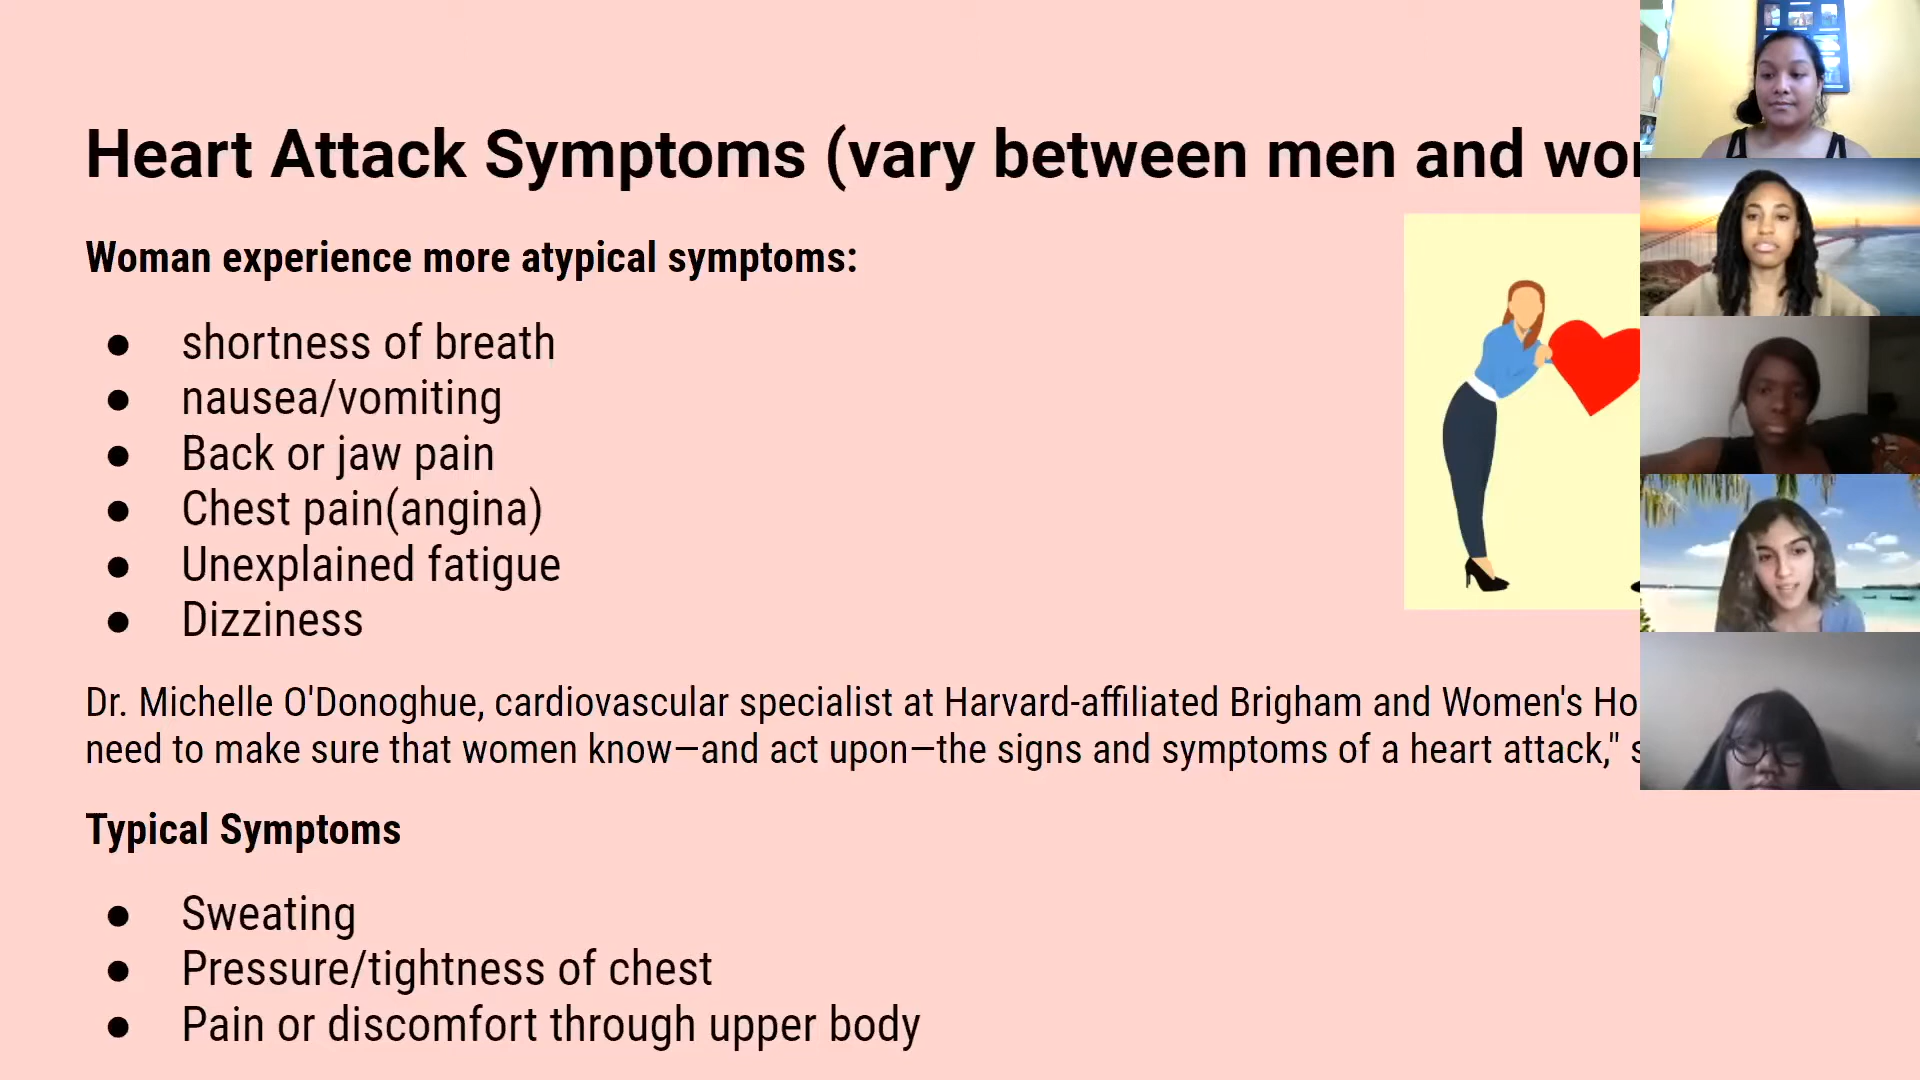 Heart Attack Symptoms (vary between men and
Woman experience more atypical symptoms:
● shortness of breath
● nausea/vomiting
● Back or jaw pain
● Chest pain(angina)
● Unexplained fatigue
● Dizziness
Dr. Michelle O'Donoghue, cardiovascular specialist at Harvard-affiliated Brigham and Women's
need to make sure that women know—and act upon—the signs and symptoms of a heart attack,"
Typical Symptoms
● Sweating
● Pressure/tightness of chest
● Pain or discomfort through upper body